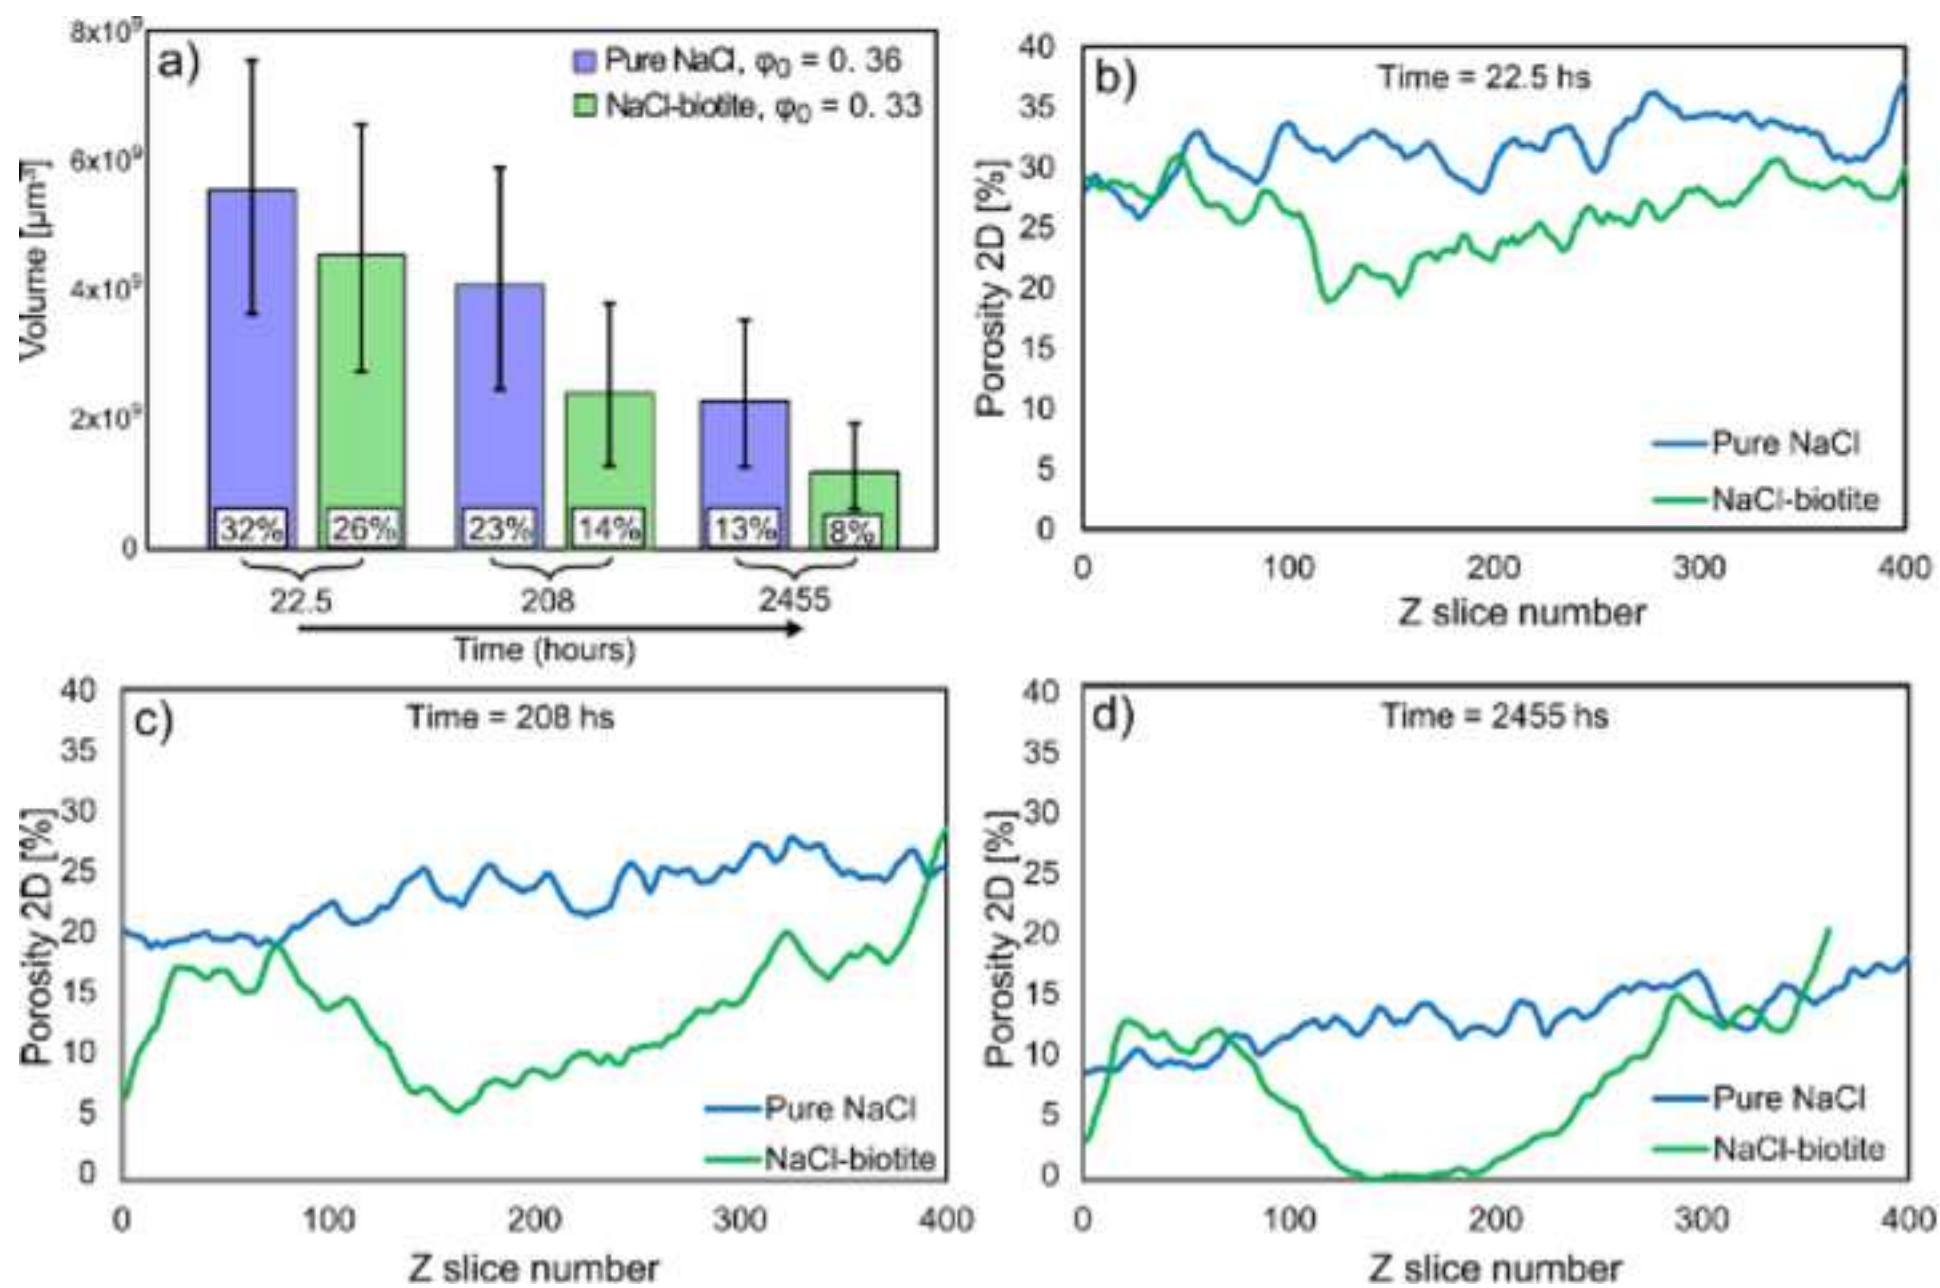 a)
Pure NaCl, φ0 = 0. 36
NaCl-biotite, φ0 = 0. 33
Volume [µm³]
8x10⁹
6x10⁹
4x10⁹
2x10⁹
0
32% 26% 23% 14% 13% 8%
22.5 208 2455
Time (hours)
b)
Time = 22.5 hs
Porosity 2D [%]
40
35
30
25
20
15
10
5
0
Pure NaCl
NaCl-biotite
0 100 200 300 400
Z slice number
c)
Time = 208 hs
Porosity 2D [%]
40
35
30
25
20
15
10
5
0
Pure NaCl
NaCl-biotite
0 100 200 300 400
Z slice number
d)
Time = 2455 hs
Porosity 2D [%]
40
35
30
25
20
15
10
5
0
Pure NaCl
NaCl-biotite
0 100 200 300 400
Z slice number